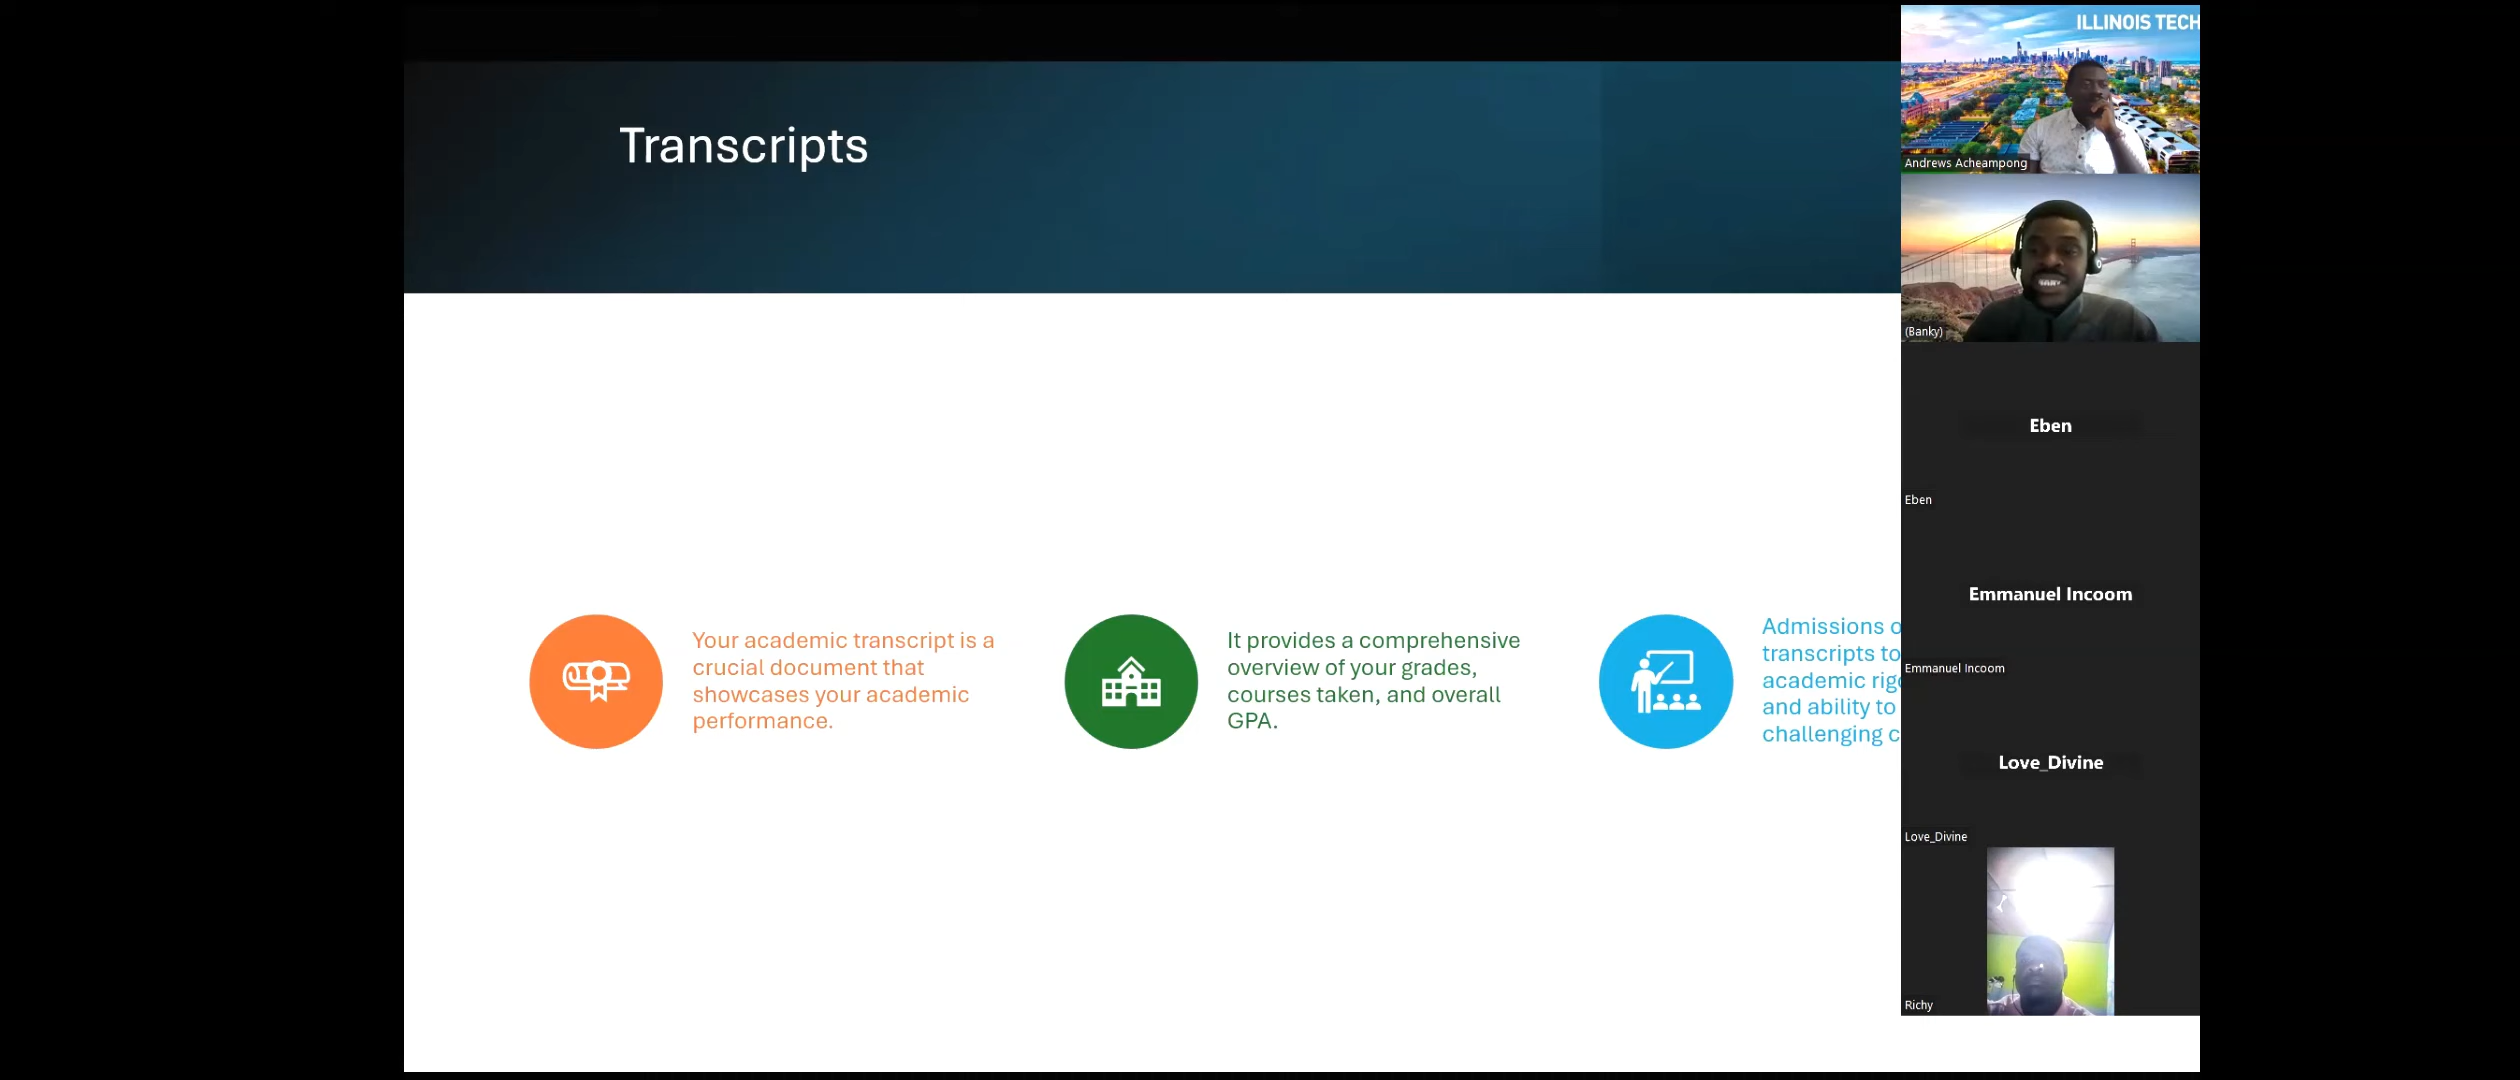 Transcripts
Your academic transcript is a
crucial document that
showcases your academic
performance.
It provides a comprehensive
overview of your grades,
courses taken, and overall
GPA.
Admissions
transcripts to
academic
and ability to
challenging
ILLINOIS TECH
Andrews Acheampong
(Banky)
Eben
Eben
Emmanuel Incoom
Emmanuel Incoom
Love_Divine
Love_Divine
Richy